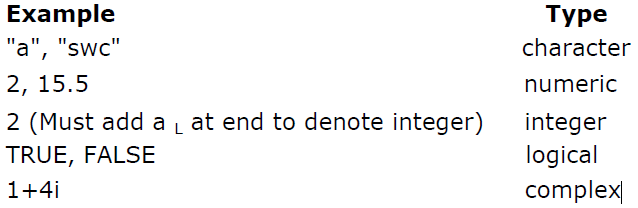 Example Type
"a", "swc" character
2, 15.5 numeric
2 (Must add a L at end to denote integer) integer
TRUE, FALSE logical
1+4i complex